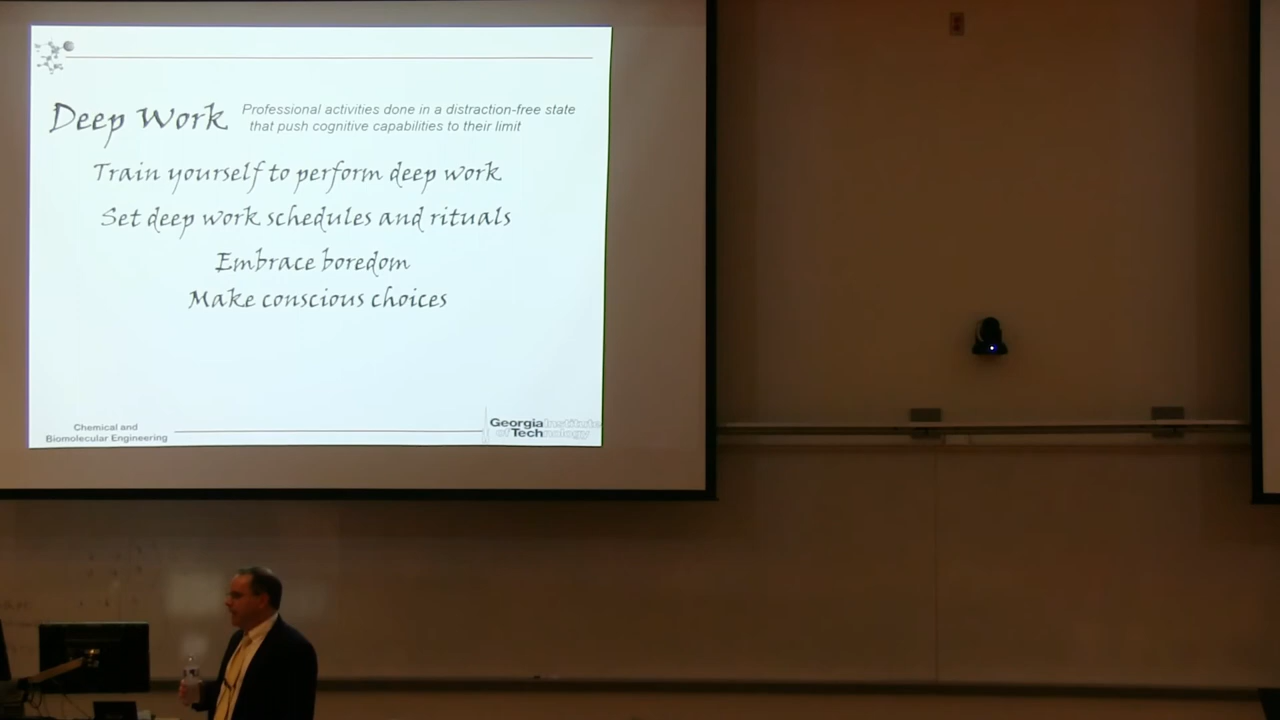 Deep Work
Professional activities done in a distraction-free state
that push cognitive capabilities to their limit
Train yourself to perform deep work
Set deep work schedules and rituals
Embrace boredom
Make conscious choices
Chemical and
Biomolecular Engineering
Georgia Institute
of Technology